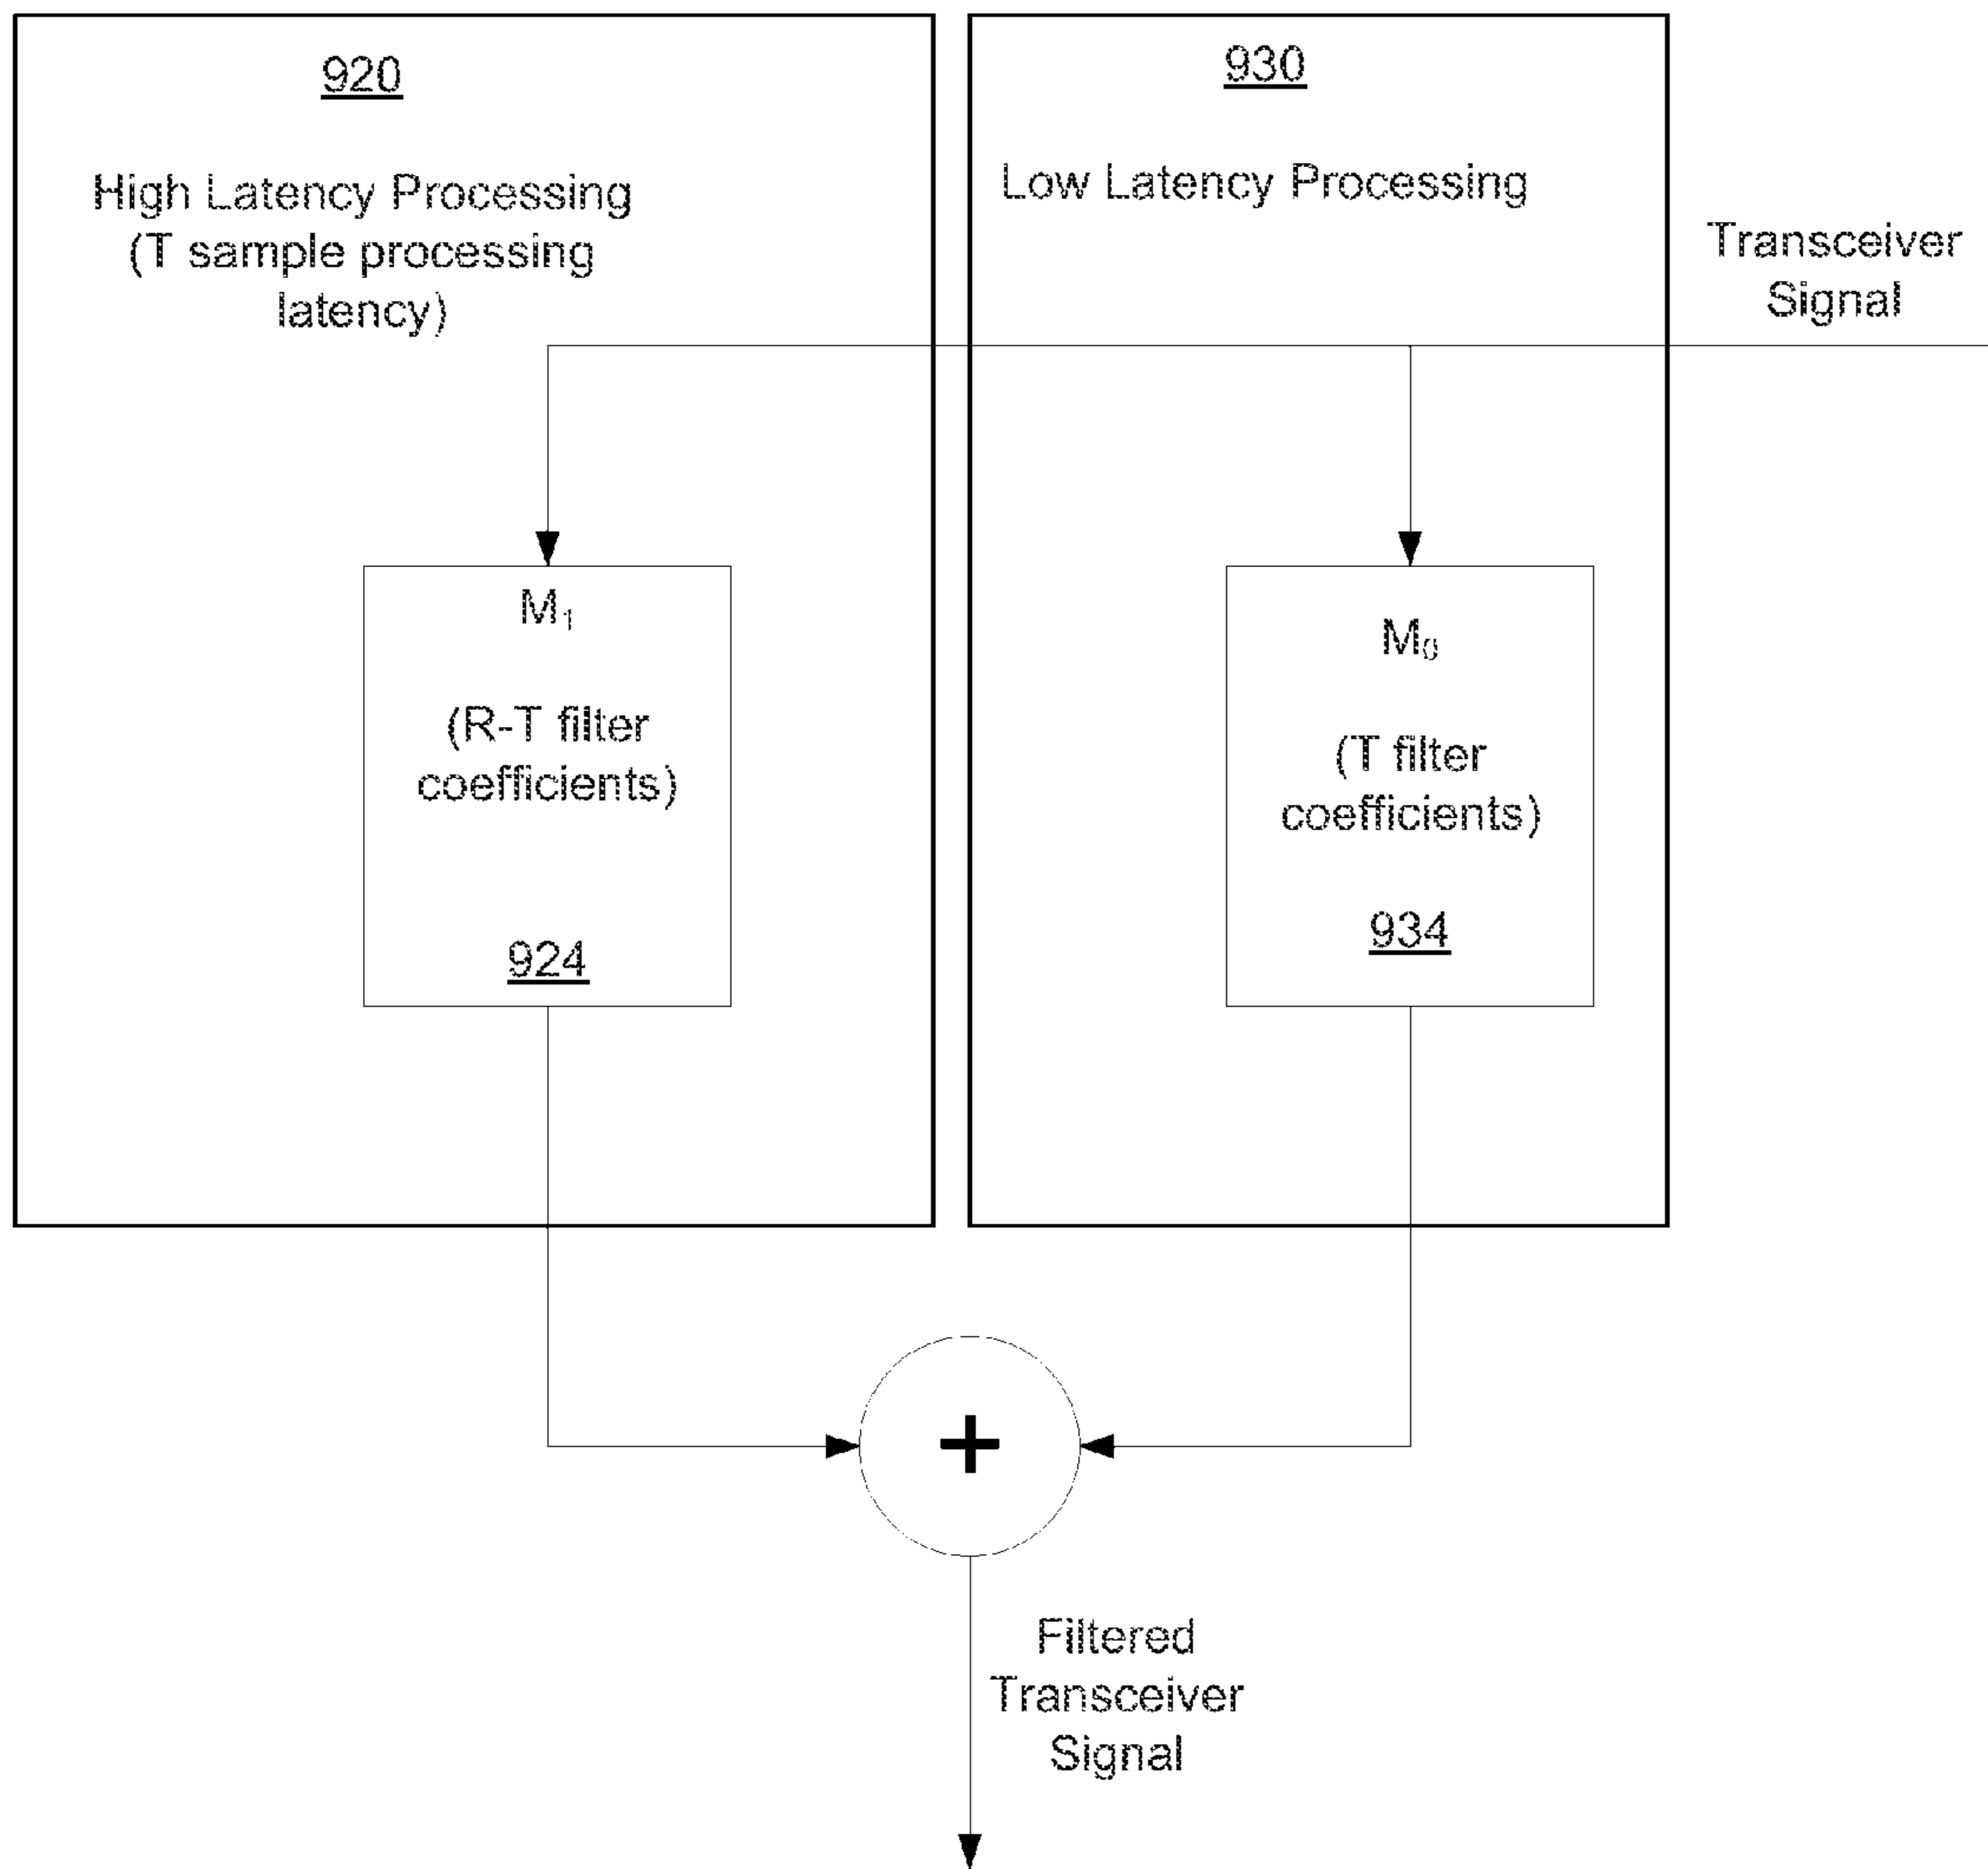 920
High Latency Processing
(T sample processing
latency)
930
Low Latency Processing
Transceiver
Signal
M₁
(R-T filter
coefficients)
924
M₀
(T filter
coefficients)
934
+
Filtered
Transceiver
Signal